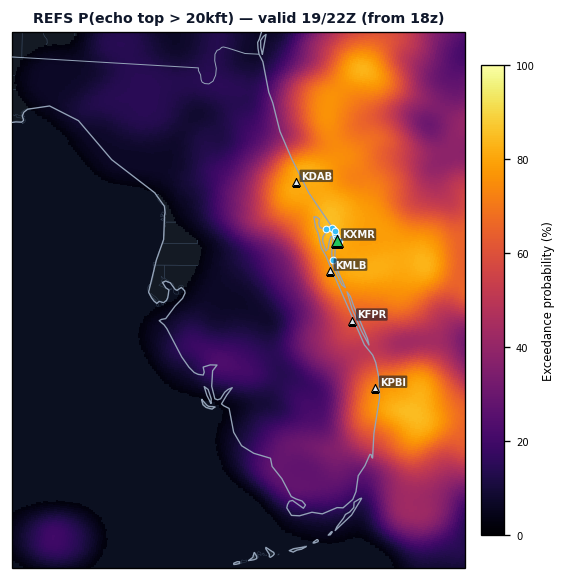 REFS P(echo top > 20kft) — valid 19/22Z (from 18z)
KDAB
KXMR
KMLB
KFPR
KPBI
100
80
60
40
20
0
Exceedance probability (%)